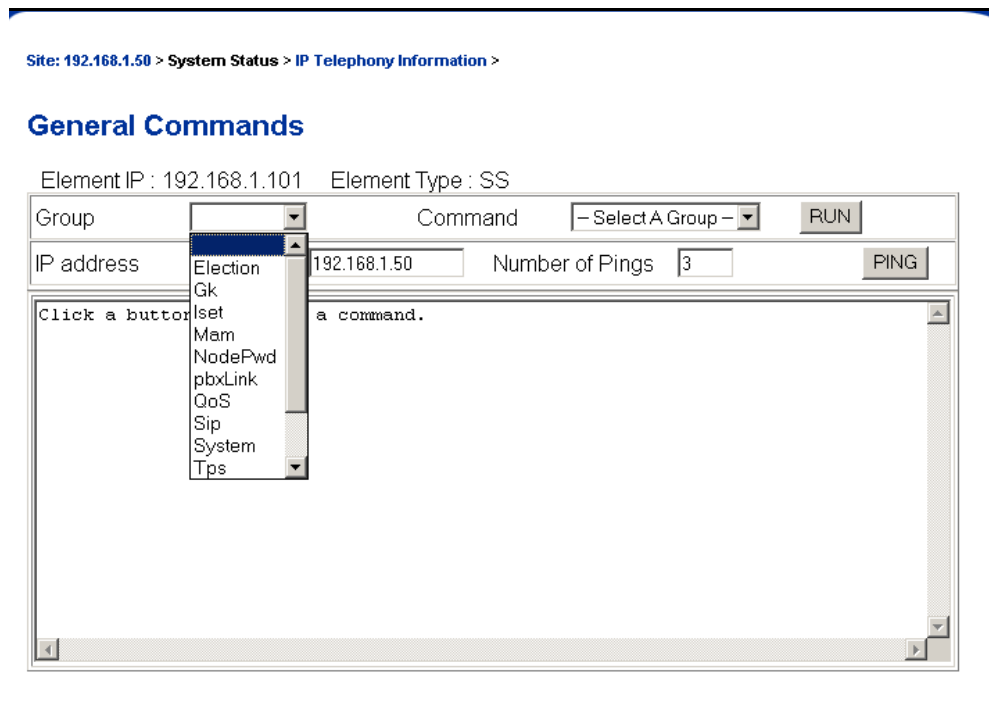 Site: 192.168.1.50 > System Status > IP Telephony Information >
General Commands
Element IP : 192.168.1.101 Element Type : SS
Group Command – Select A Group – RUN
IP address 192.168.1.50 Number of Pings 3 PING
Election
Gk
Iset
Mam
NodePwd
pbxLink
QoS
Sip
System
Tps
Click a button a command.